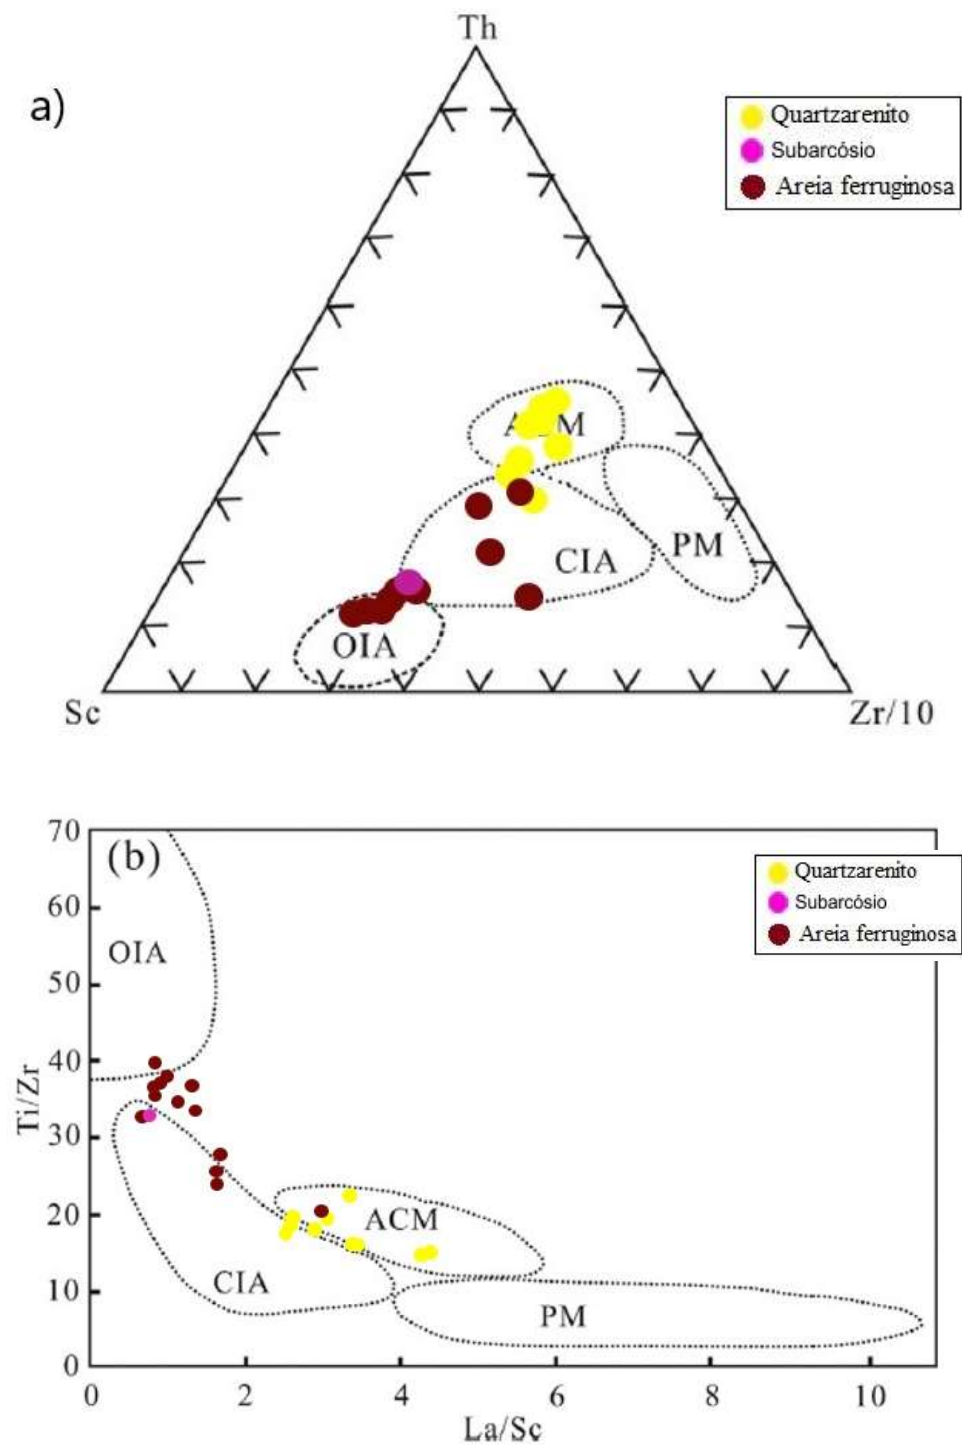 Th
a)
Quartzarenito
Subarcósio
Areia ferruginosa
ACM
PM
CIA
OIA
Sc
Zr/10
70
(b)
Quartzarenito
60
Subarcósio
Areia ferruginosa
OIA
50
40
Ti/Zr
30
20
ACM
CIA
10
PM
0
0 2 4 6 8 10
La/Sc